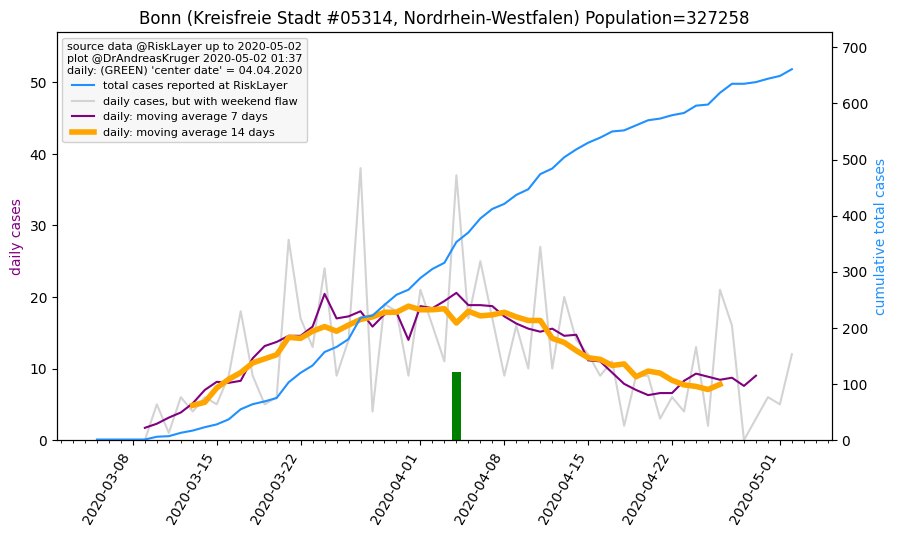 Bonn (Kreisfreie Stadt #05314, Nordrhein-Westfalen) Population=327258
source data @RiskLayer up to 2020-05-02
plot @DrAndreasKruger 2020-05-02 01:37
daily: (GREEN) 'center date' = 04.04.2020
total cases reported at RiskLayer
daily cases, but with weekend flaw
daily: moving average 7 days
daily: moving average 14 days
daily cases
50
40
30
20
10
0
cumulative total cases
700
600
500
400
300
200
100
0
2020-03-08
2020-03-15
2020-03-22
2020-04-01
2020-04-08
2020-04-15
2020-04-22
2020-05-01